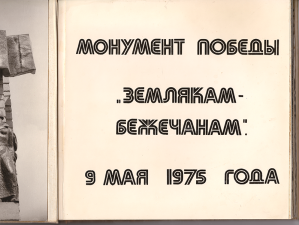 МОНУМЕНТ ПОБЕДЫ
„ЗЕМЛЯКАМ-
БЕЖЕЧАНАМ".
9 МАЯ 1975 ГОДА